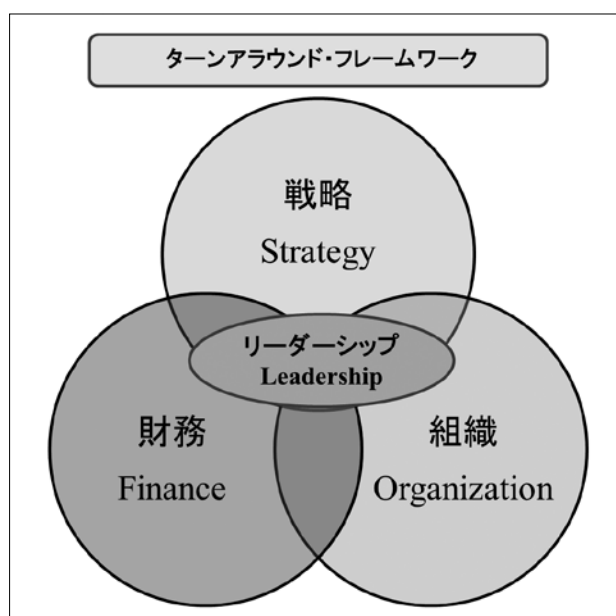 ターンアラウンド・フレームワーク
戦略
Strategy
リーダーシップ
Leadership
財務
Finance
組織
Organization